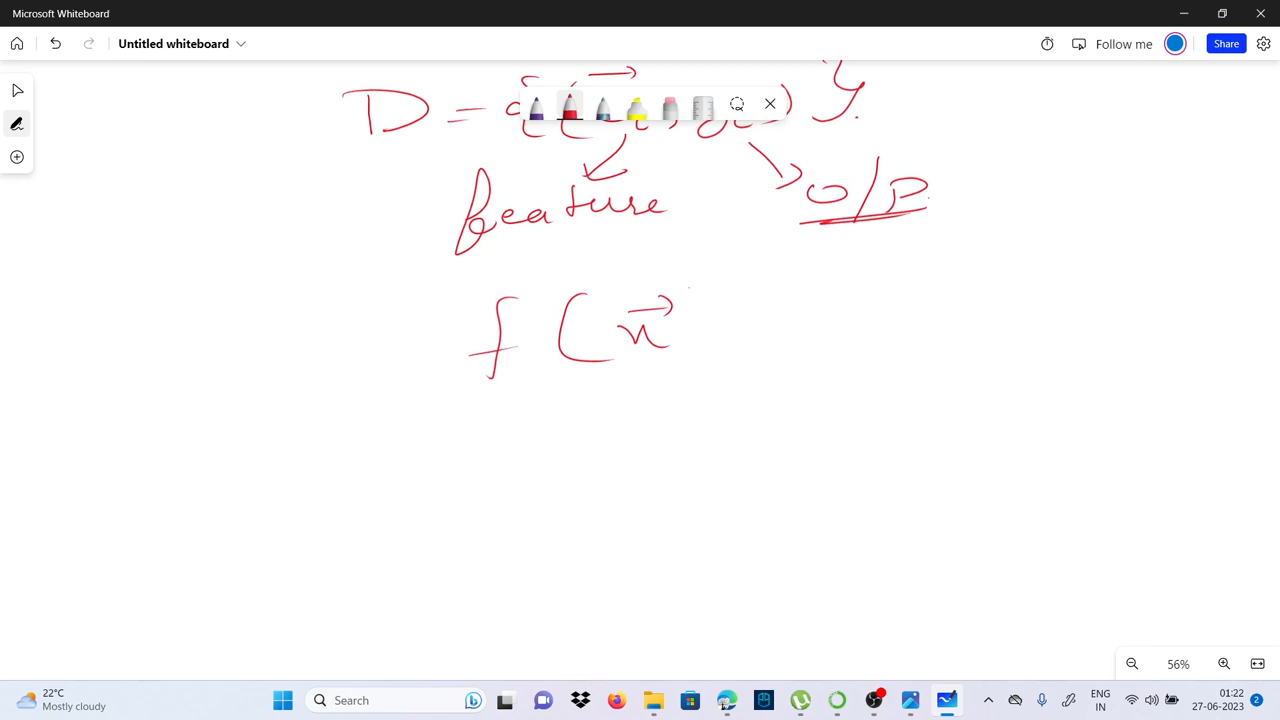 Microsoft Whiteboard
Untitled whiteboard
Follow me
Share
D =
feature
O/P
f ( x
56%
22°C
Mostly cloudy
Search
ENG
IN
01:22
27-06-2023
2